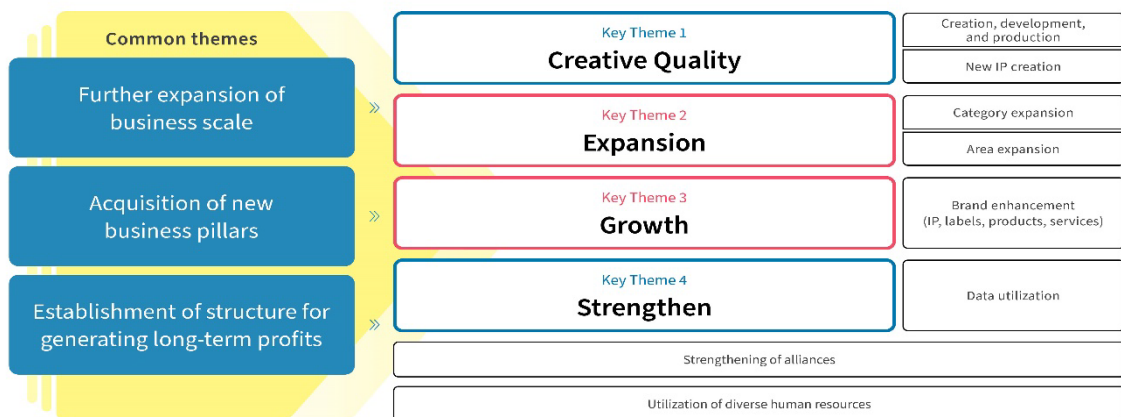 Common themes
Further expansion of
business scale
Acquisition of new
business pillars
Establishment of structure for
generating long-term profits
»
»
»
Key Theme 1
Creative Quality
Creation, development,
and production
New IP creation
Key Theme 2
Expansion
Category expansion
Area expansion
Key Theme 3
Growth
Brand enhancement
(IP, labels, products, services)
Key Theme 4
Strengthen
Data utilization
Strengthening of alliances
Utilization of diverse human resources